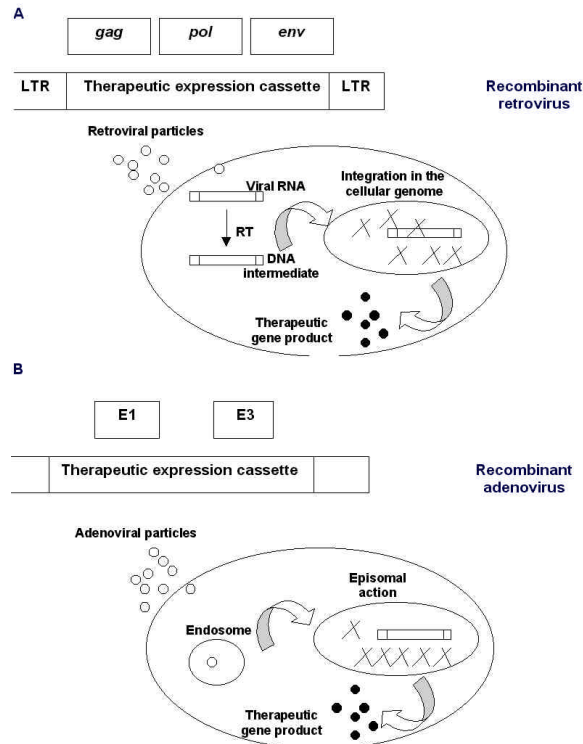 A
gag pol env
LTR Therapeutic expression cassette LTR
Recombinant
retrovirus
Retroviral particles
Viral RNA
RT
DNA
intermediate
Integration in the
cellular genome
Therapeutic
gene product
B
E1 E3
Therapeutic expression cassette
Recombinant
adenovirus
Adenoviral particles
Endosome
Episomal
action
Therapeutic
gene product